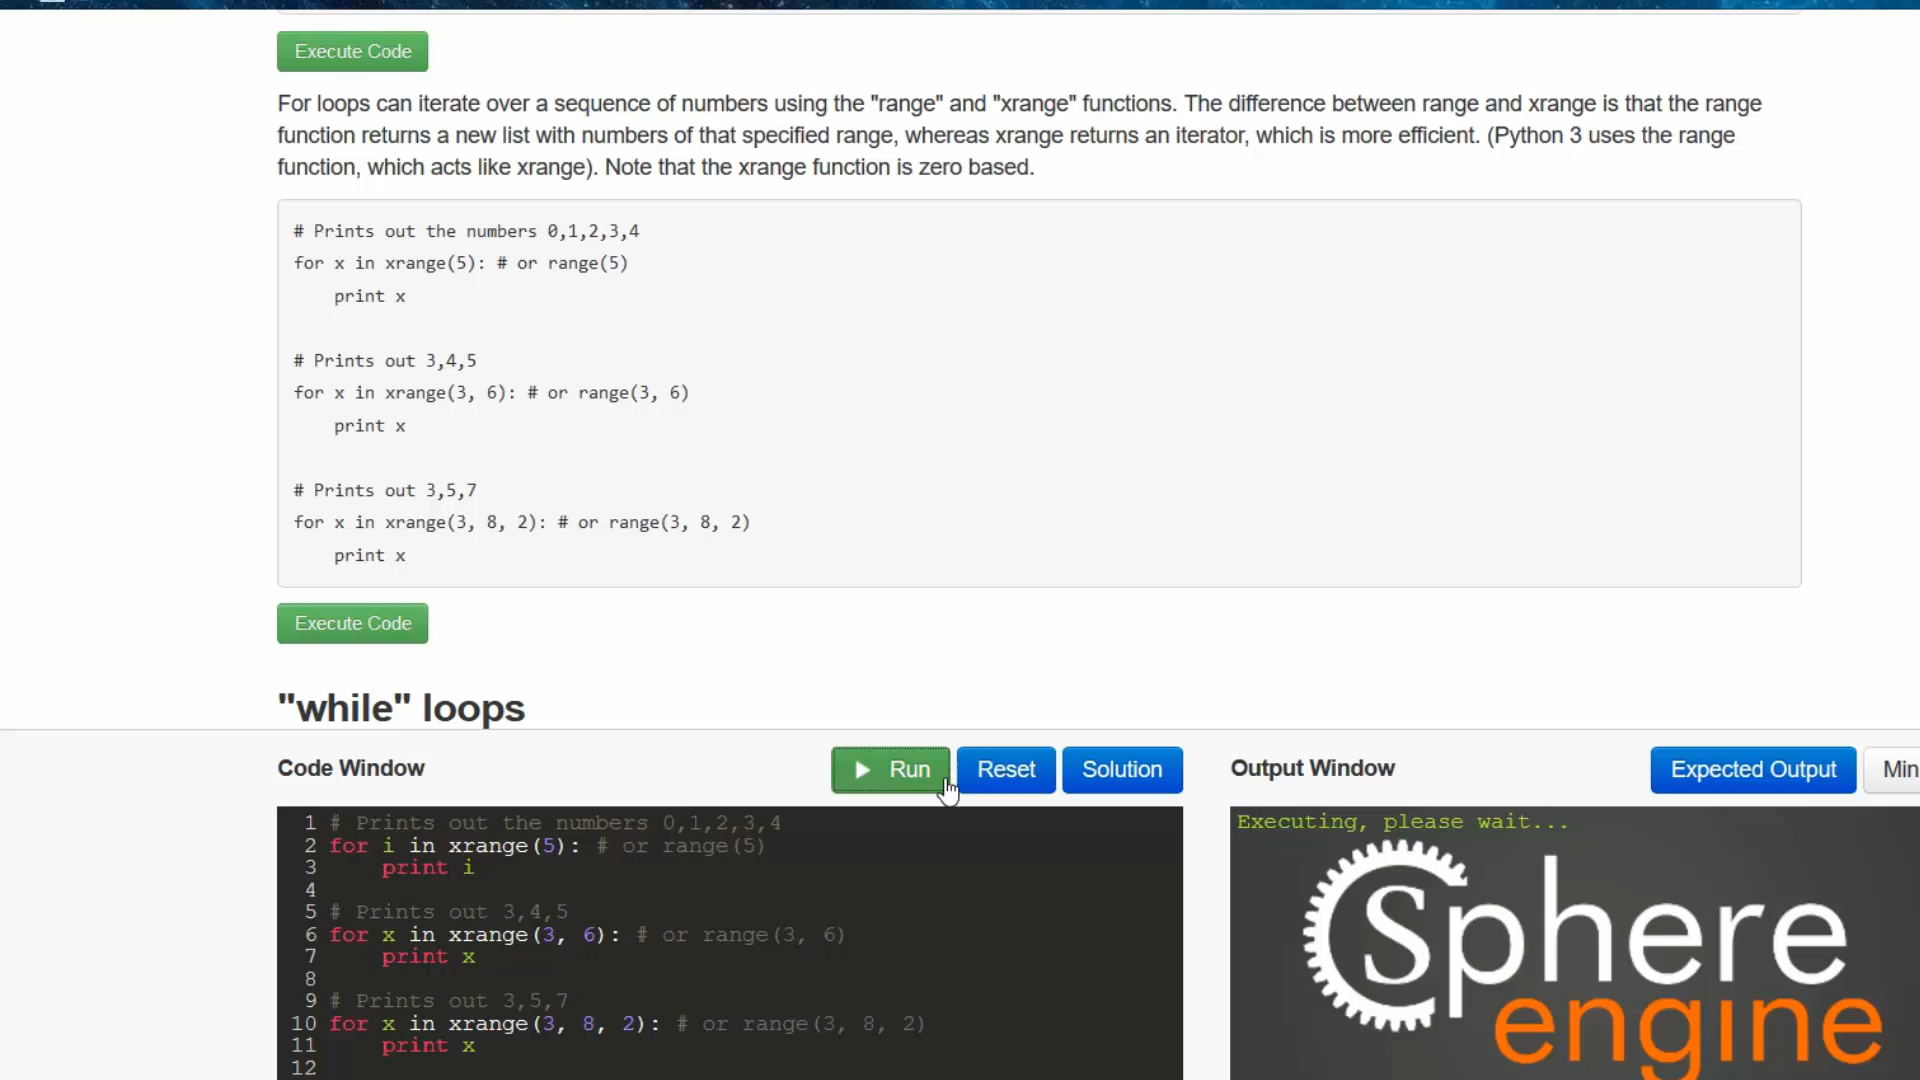 Execute Code
For loops can iterate over a sequence of numbers using the "range" and "xrange" functions. The difference between range and xrange is that the range
function returns a new list with numbers of that specified range, whereas xrange returns an iterator, which is more efficient. (Python 3 uses the range
function, which acts like xrange). Note that the xrange function is zero based.
# Prints out the numbers 0,1,2,3,4
for x in xrange(5): # or range(5)
    print x
# Prints out 3,4,5
for x in xrange(3, 6): # or range(3, 6)
    print x
# Prints out 3,5,7
for x in xrange(3, 8, 2): # or range(3, 8, 2)
    print x
Execute Code
"while" loops
Code Window
Run
Reset
Solution
Output Window
Expected Output
Min
1 # Prints out the numbers 0,1,2,3,4
2 for i in xrange(5): # or range(5)
3     print i
4
5 # Prints out 3,4,5
6 for x in xrange(3, 6): # or range(3, 6)
7     print x
8
9 # Prints out 3,5,7
10 for x in xrange(3, 8, 2): # or range(3, 8, 2)
11     print x
12
Executing, please wait...
Sphere
engine